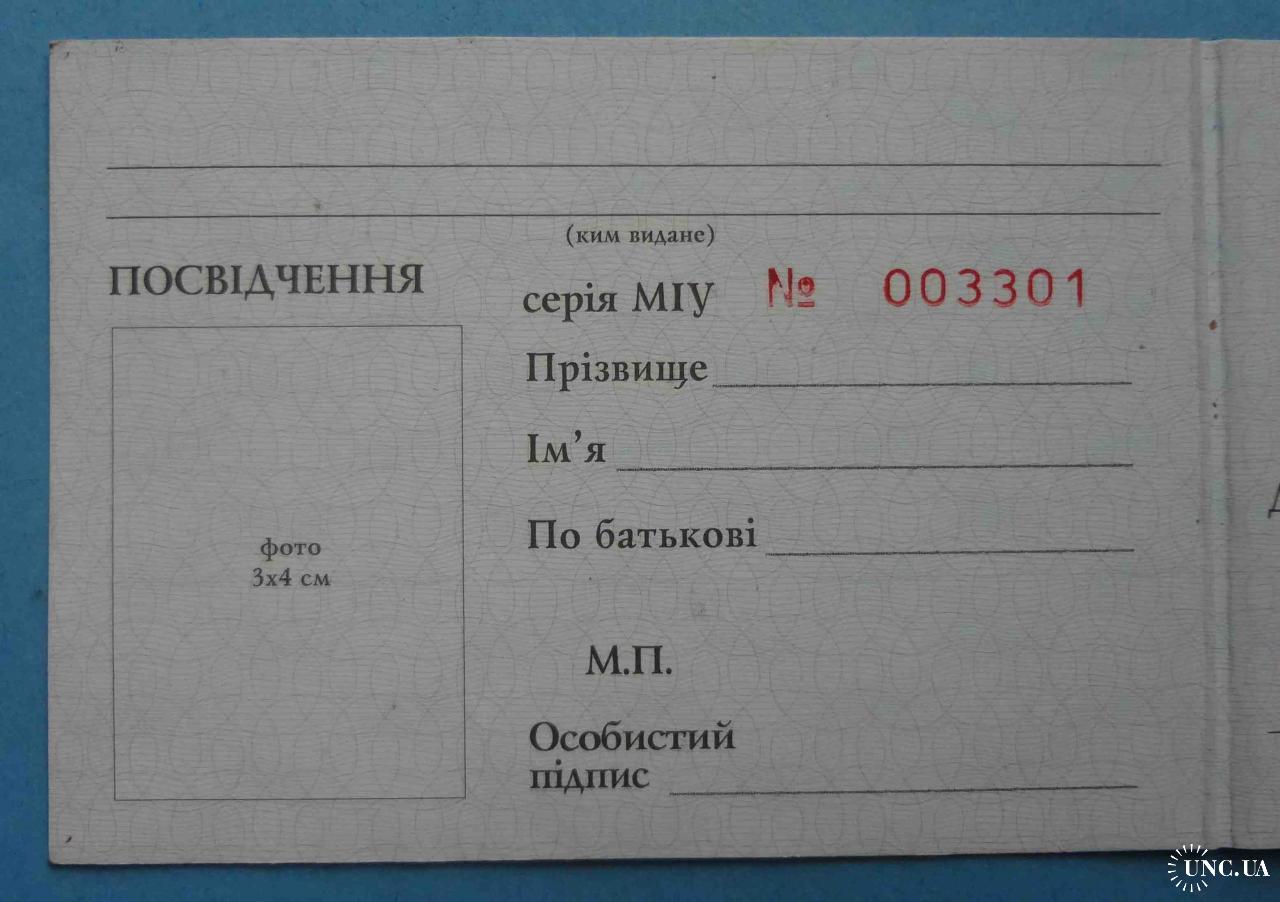 (ким видане)
ПОСВІДЧЕННЯ
серія МІУ № 003301
Прізвище
Ім’я
По батькові
фото
3х4 см
М.П.
Особистий
підпис
UNC.UA